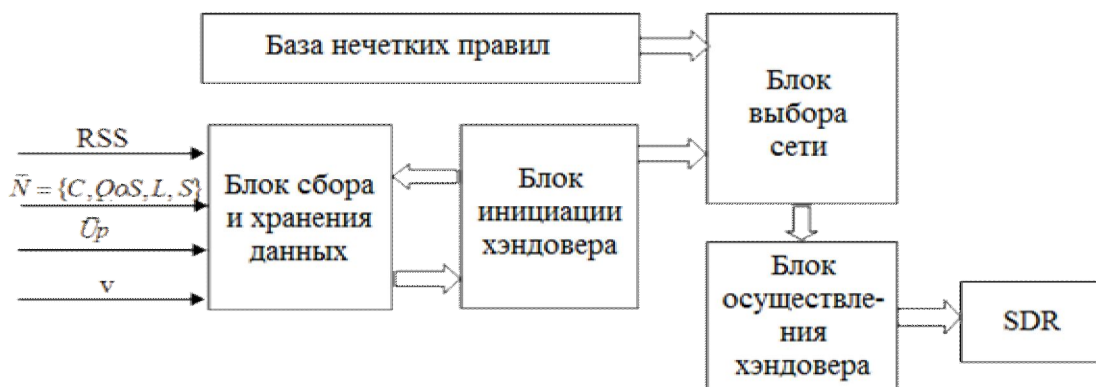 База нечетких правил
Блок
выбора
сети
RSS
N̄ = {C, QoS, L, S}
Ūp
v
Блок сбора
и хранения
данных
Блок
инициации
хэндовера
Блок
осуществле-
ния
хэндовера
SDR